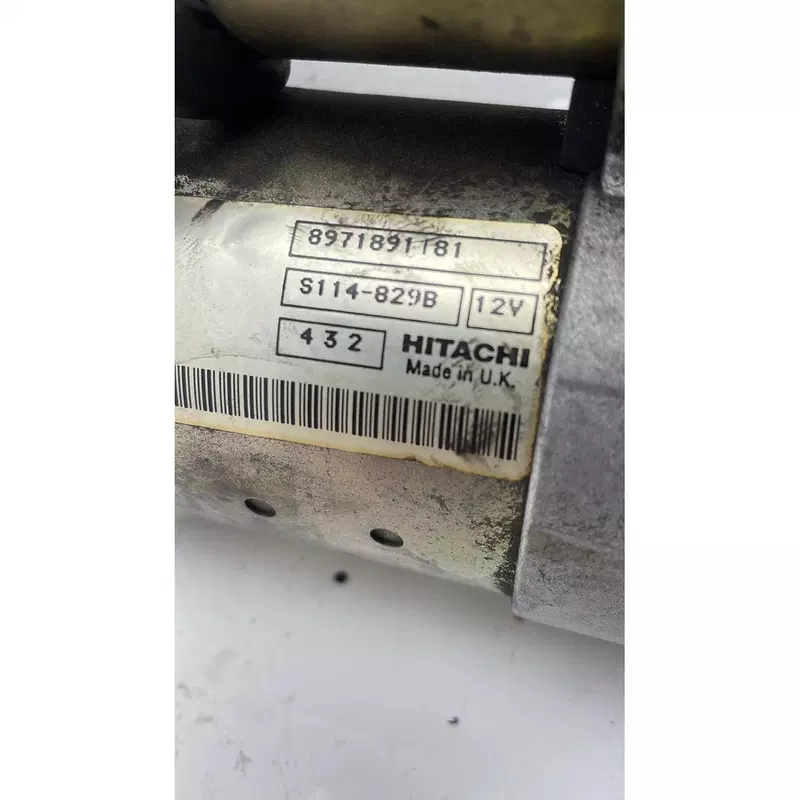 8971891181
S114-829B 12V
432 HITACHI
Made in U.K.